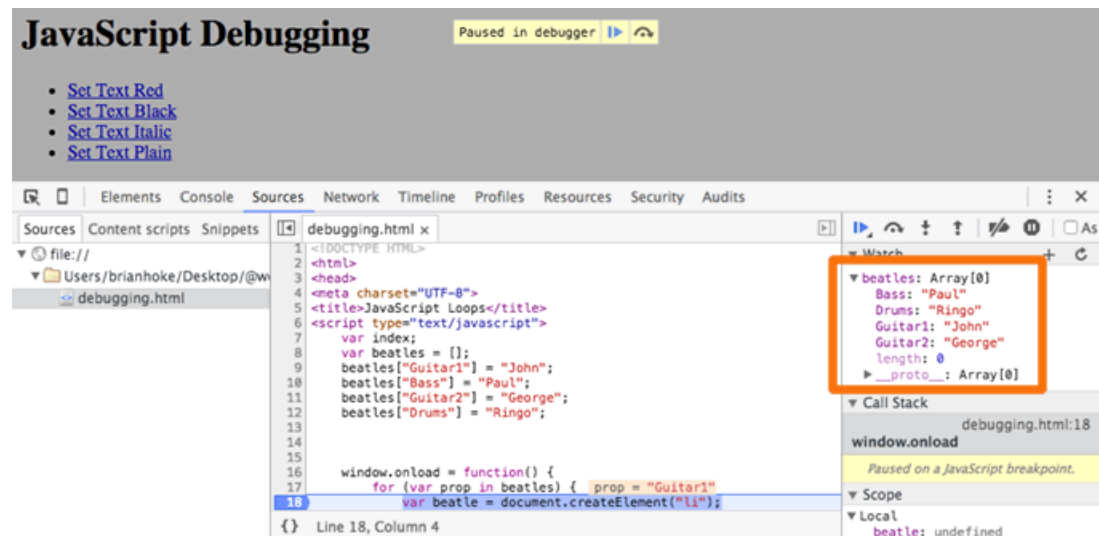 JavaScript Debugging
Paused in debugger
Set Text Red
Set Text Black
Set Text Italic
Set Text Plain
Elements Console Sources Network Timeline Profiles Resources Security Audits
Sources Content scripts Snippets
debugging.html ×
As
file://
Users/brianhoke/Desktop/@w
debugging.html
1 <!DOCTYPE HTML>
2 <html>
3 <head>
4 <meta charset="UTF-8">
5 <title>JavaScript Loops</title>
6 <script type="text/javascript">
7 var index;
8 var beatles = [];
9 beatles["Guitar1"] = "John";
10 beatles["Bass"] = "Paul";
11 beatles["Guitar2"] = "George";
12 beatles["Drums"] = "Ringo";
13
14
15
16 window.onload = function() {
17 for (var prop in beatles) { prop = "Guitar1"
18 var beatle = document.createElement("li");
{} Line 18, Column 4
Watch
beatles: Array[0]
Bass: "Paul"
Drums: "Ringo"
Guitar1: "John"
Guitar2: "George"
length: 0
__proto__: Array[0]
Call Stack
debugging.html:18
window.onload
Paused on a JavaScript breakpoint.
Scope
Local
beatle: undefined